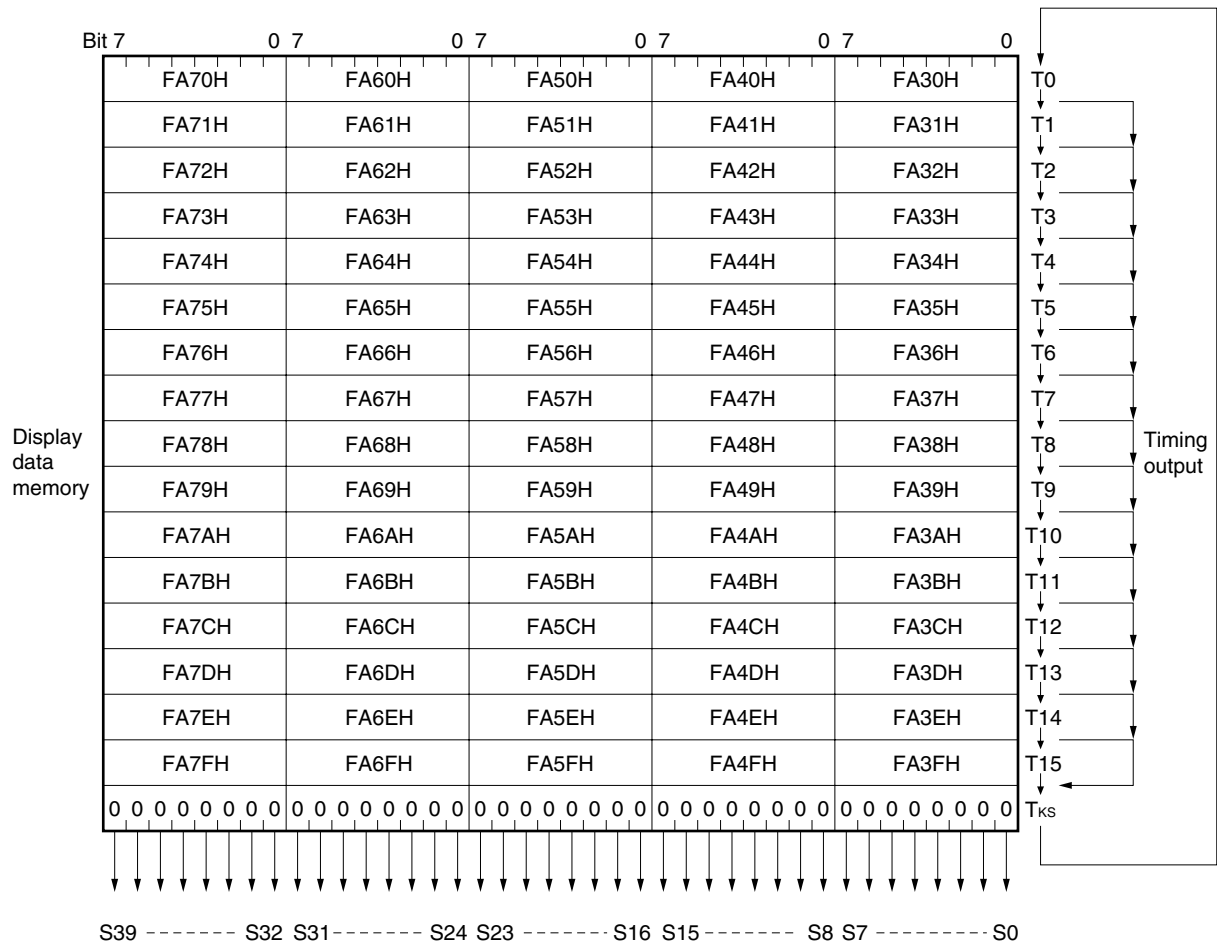 Bit 7 0 7 0 7 0 7 0 7 0
FA70H FA60H FA50H FA40H FA30H T0
FA71H FA61H FA51H FA41H FA31H T1
FA72H FA62H FA52H FA42H FA32H T2
FA73H FA63H FA53H FA43H FA33H T3
FA74H FA64H FA54H FA44H FA34H T4
FA75H FA65H FA55H FA45H FA35H T5
FA76H FA66H FA56H FA46H FA36H T6
FA77H FA67H FA57H FA47H FA37H T7
Display
data
memory
FA78H FA68H FA58H FA48H FA38H T8
Timing
output
FA79H FA69H FA59H FA49H FA39H T9
FA7AH FA6AH FA5AH FA4AH FA3AH T10
FA7BH FA6BH FA5BH FA4BH FA3BH T11
FA7CH FA6CH FA5CH FA4CH FA3CH T12
FA7DH FA6DH FA5DH FA4DH FA3DH T13
FA7EH FA6EH FA5EH FA4EH FA3EH T14
FA7FH FA6FH FA5FH FA4FH FA3FH T15
0 0 0 0 0 0 0 0 0 0 0 0 0 0 0 0 0 0 0 0 0 0 0 0 0 0 0 0 0 0 0 0 0 0 0 0 0 0 0 0 TKS
S39 ------- S32 S31 ------- S24 S23 ------- S16 S15 ------- S8 S7 ------- S0